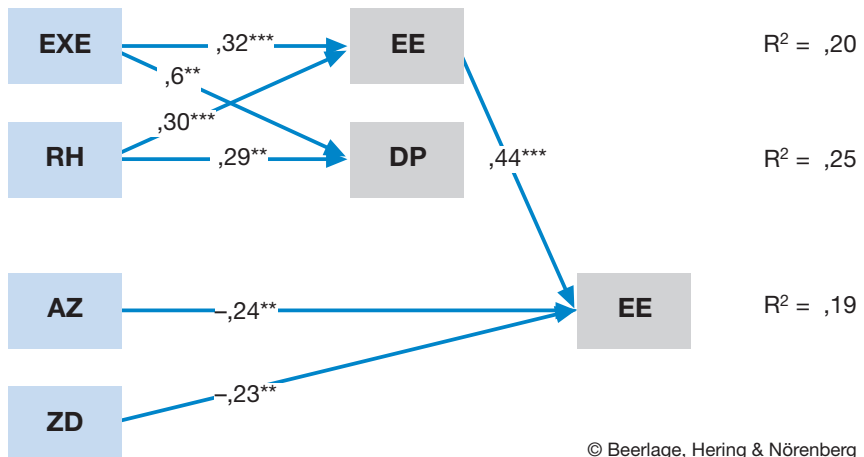 EXE ,32*** EE R² = ,20
,6**
,30***
RH ,29** DP ,44*** R² = ,25
AZ –,24** EE R² = ,19
–,23**
ZD
© Beerlage, Hering & Nörenberg